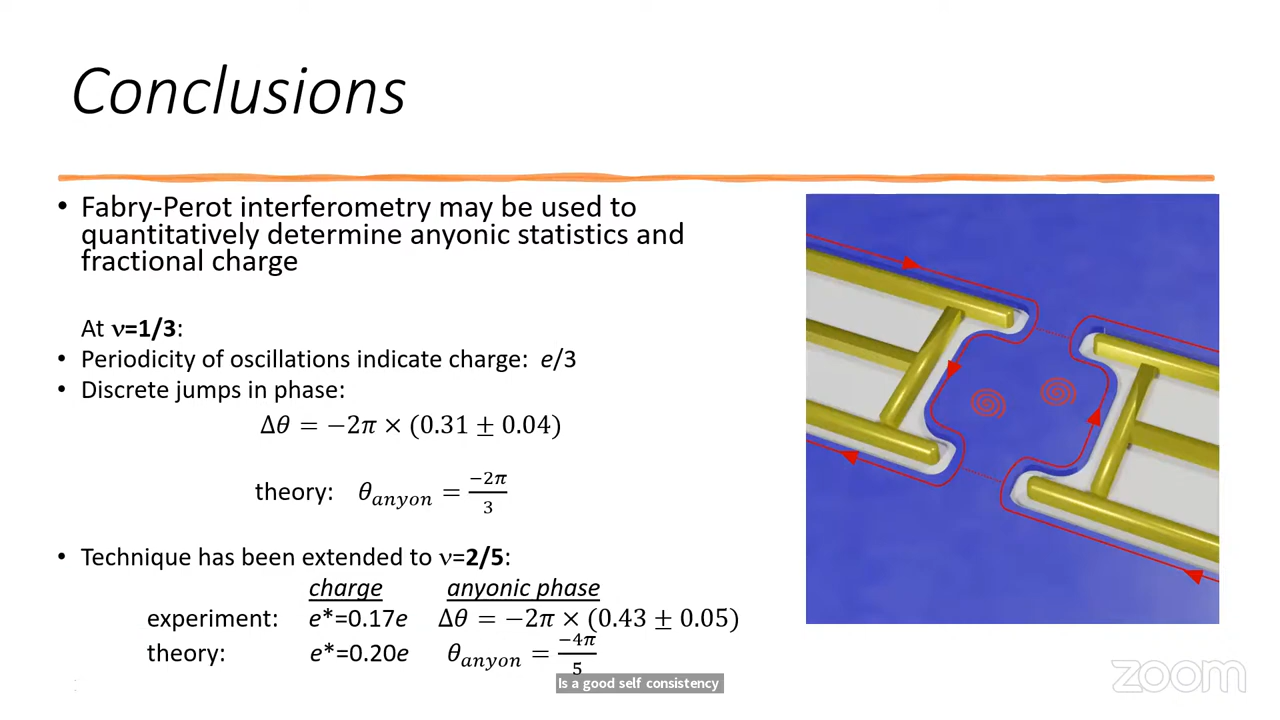 Conclusions
• Fabry-Perot interferometry may be used to
quantitatively determine anyonic statistics and
fractional charge
At ν=1/3:
• Periodicity of oscillations indicate charge: e/3
• Discrete jumps in phase:
Δθ = −2π × (0.31 ± 0.04)
theory: θ_anyon = −2π/3
• Technique has been extended to ν=2/5:
charge anyonic phase
experiment: e*=0.17e Δθ = −2π × (0.43 ± 0.05)
theory: e*=0.20e θ_anyon = −4π/5
Is a good self consistency
zoom